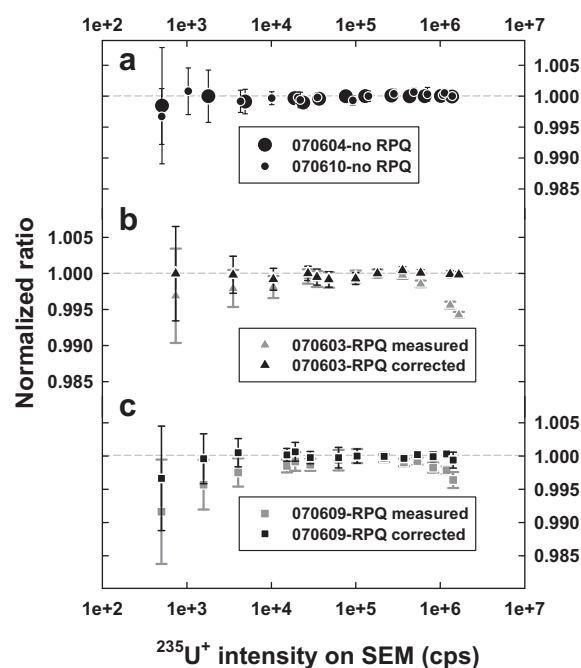 1e+2 1e+3 1e+4 1e+5 1e+6 1e+7
a
1.005
1.000
0.995
0.990
0.985
070604-no RPQ
070610-no RPQ
b
1.005
1.000
0.995
0.990
0.985
070603-RPQ measured
070603-RPQ corrected
Normalized ratio
c
1.005
1.000
0.995
0.990
0.985
070609-RPQ measured
070609-RPQ corrected
1e+2 1e+3 1e+4 1e+5 1e+6 1e+7
²³⁵U⁺ intensity on SEM (cps)